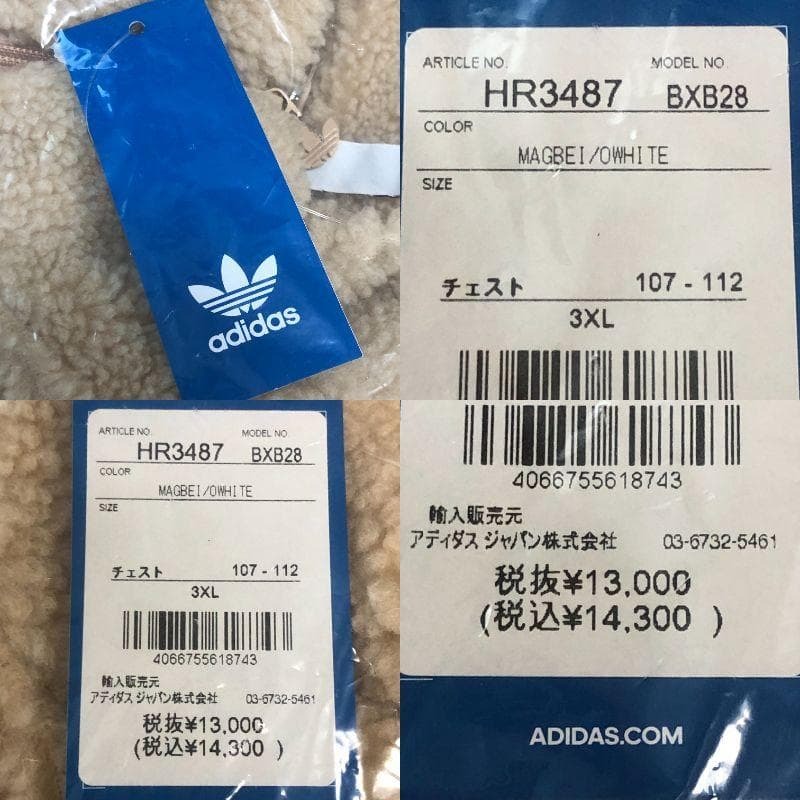 adidas
ARTICLE NO. MODEL NO.
HR3487 BXB28
COLOR
MAGBEI/OWHITE
SIZE
チェスト 107 - 112
3XL
ARTICLE NO. MODEL NO.
HR3487 BXB28
COLOR
MAGBEI/OWHITE
SIZE
チェスト 107 - 112
3XL
4066755618743
輸入販売元
アディダス ジャパン株式会社 03-6732-5461
税抜¥13,000
(税込¥14,300 )
4066755618743
輸入販売元
アディダス ジャパン株式会社 03-6732-5461
税抜¥13,000
(税込¥14,300 )
ADIDAS.COM